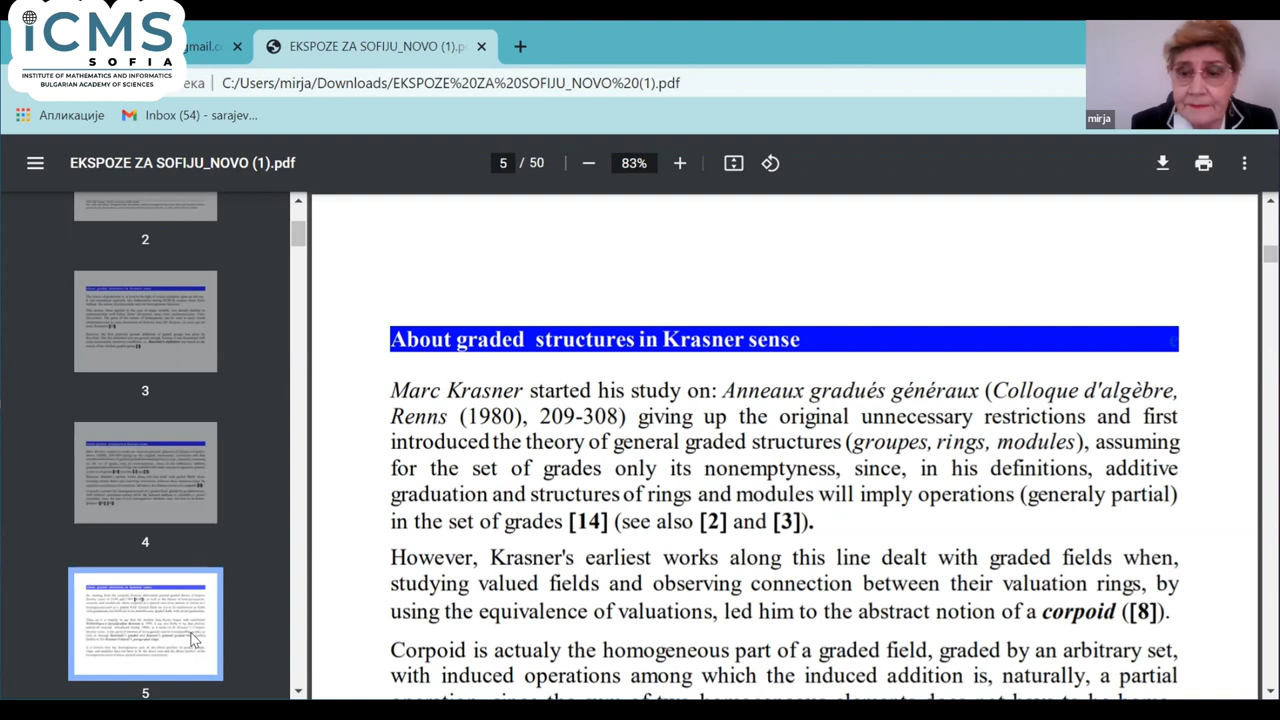 iCMS
SOFIA
INSTITUTE OF MATHEMATICS AND INFORMATICS
BULGARIAN ACADEMY OF SCIENCES
gmail.c
EKSPOZE ZA SOFIJU_NOVO (1).p
ека | C:/Users/mirja/Downloads/EKSPOZE%20ZA%20SOFIJU_NOVO%20(1).pdf
Апликације
Inbox (54) - sarajev...
mirja
EKSPOZE ZA SOFIJU_NOVO (1).pdf
5 / 50
83%
2
3
4
5
About graded structures in Krasner sense
Marc Krasner started his study on: Anneaux gradués généraux (Colloque d'algèbre,
Renns (1980), 209-308) giving up the original unnecessary restrictions and first
introduced the theory of general graded structures (groupes, rings, modules), assuming
for the set of grades only its nonemptyness, since, in his definitions, additive
graduation and structures of rings and moduls will imply operations (generaly partial)
in the set of grades [14] (see also [2] and [3]).
However, Krasner's earliest works along this line dealt with graded fields when,
studying valued fields and observing connection between their valuation rings, by
using the equivalence of valuations, led him to the abstract notion of a corpoid ([8]).
Corpoid is actually the homogeneous part of a graded field, graded by an arbitrary set,
with induced operations among which the induced addition is, naturally, a partial